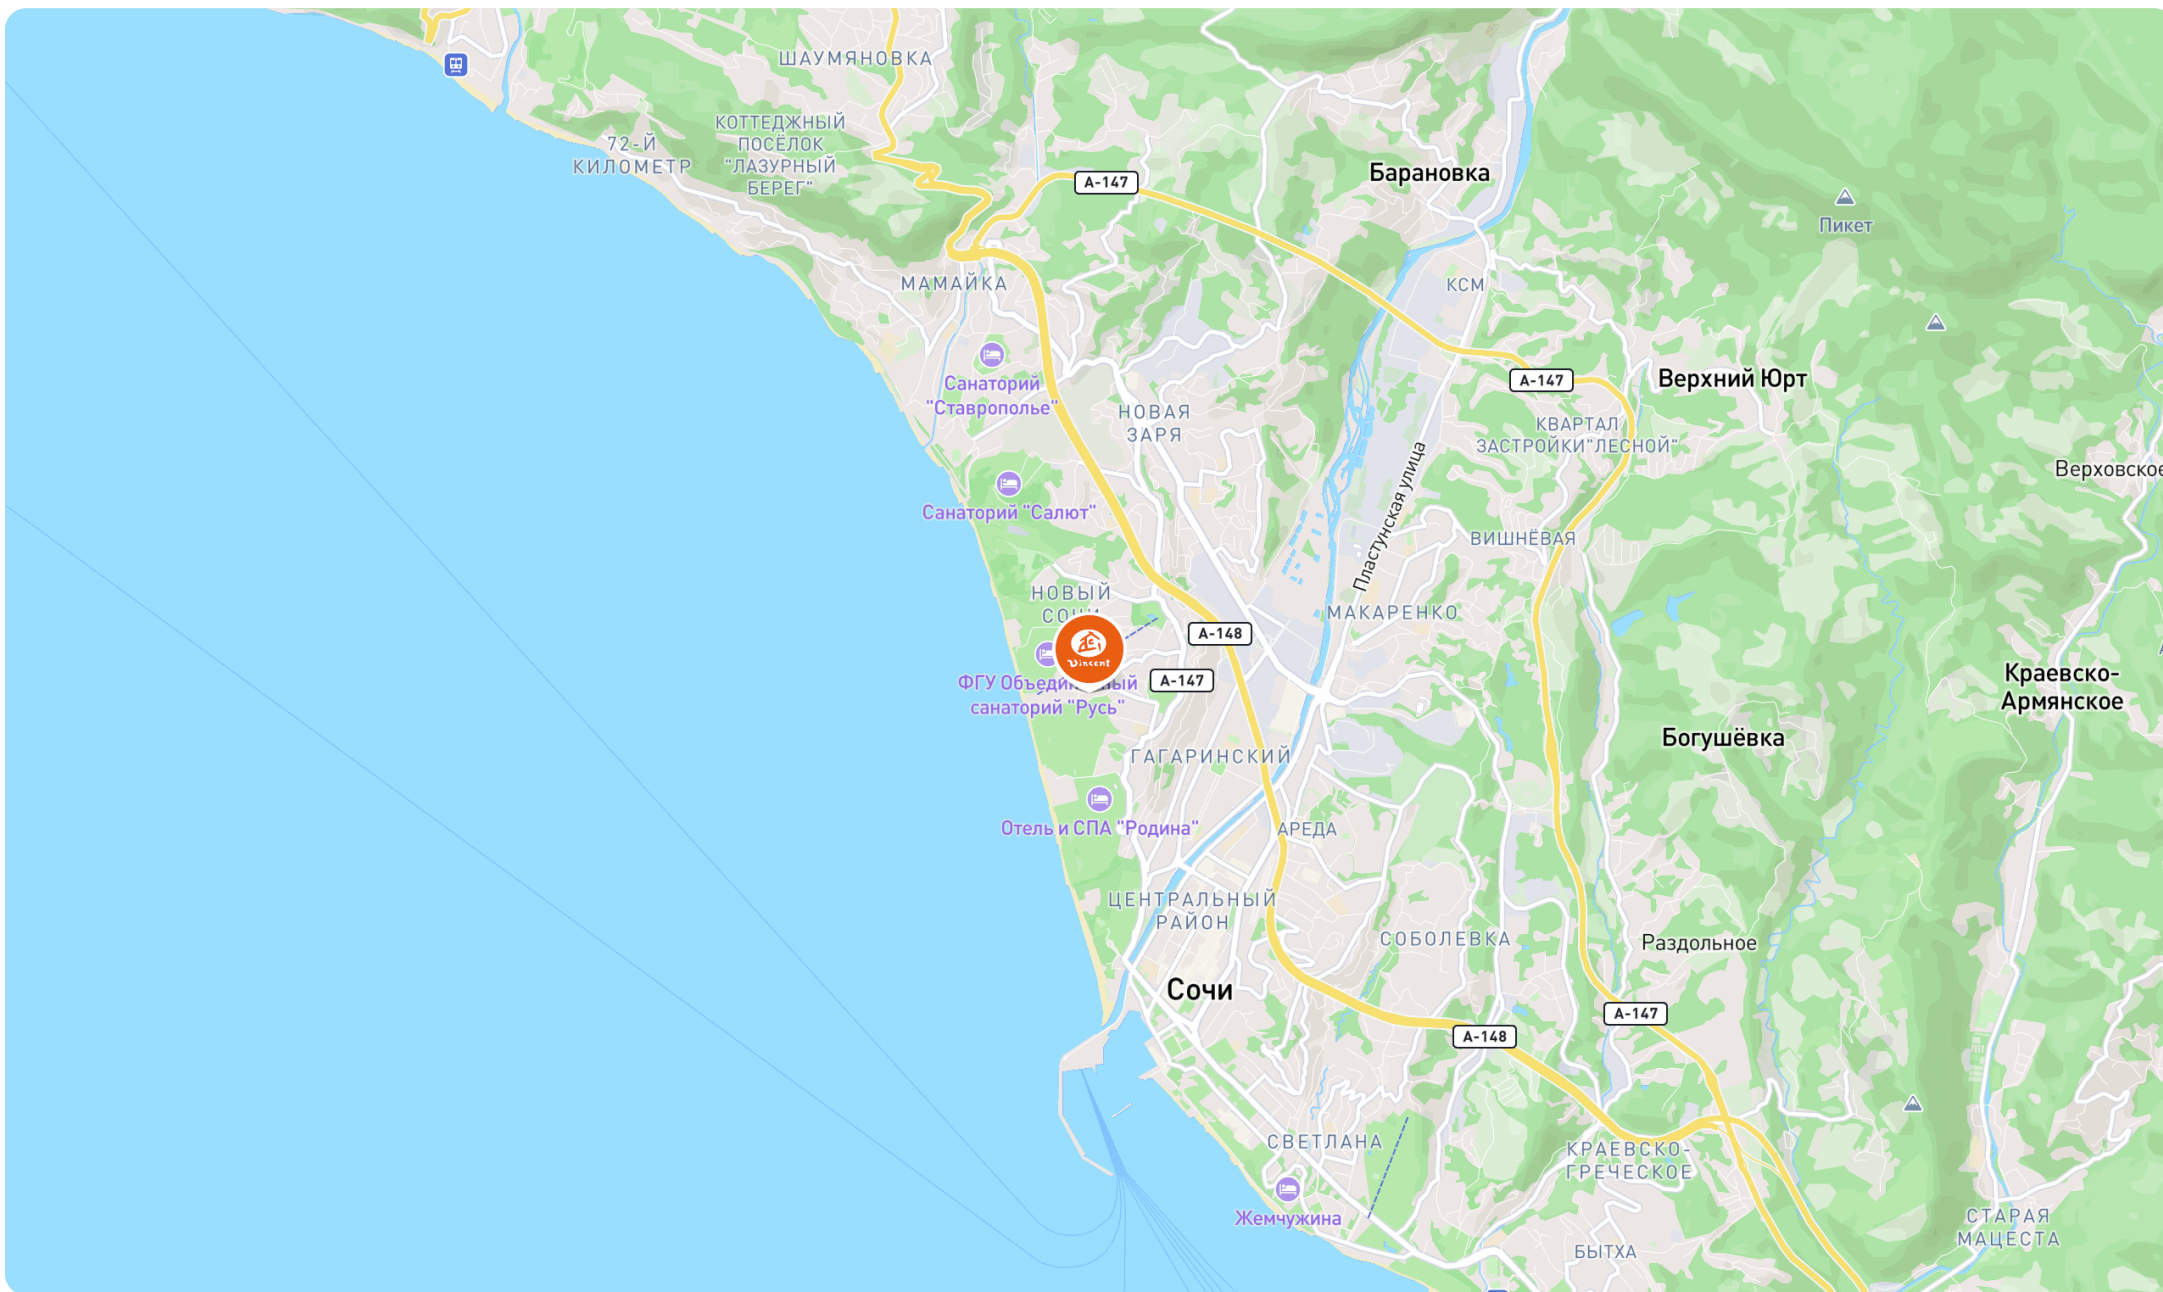 ШАУМЯНОВКА
КОТТЕДЖНЫЙ
ПОСЁЛОК
"ЛАЗУРНЫЙ
БЕРЕГ"
72-Й
КИЛОМЕТР
А-147
Барановка
Пикет
МАМАЙКА
КСМ
Санаторий
"Ставрополье"
НОВАЯ
ЗАРЯ
А-147
Верхний Юрт
КВАРТАЛ
ЗАСТРОЙКИ"ЛЕСНОЙ"
Верховское
Санаторий "Салют"
Пластунская улица
ВИШНЁВАЯ
НОВЫЙ
СОЧИ
МАКАРЕНКО
А-148
Vincent
А-147
ФГУ Объединённый
санаторий "Русь"
Краевско-
Армянское
Богушёвка
ГАГАРИНСКИЙ
Отель и СПА "Родина"
АРЕДА
ЦЕНТРАЛЬНЫЙ
РАЙОН
СОБОЛЕВКА
Раздольное
Сочи
А-147
А-148
СВЕТЛАНА
КРАЕВСКО-
ГРЕЧЕСКОЕ
Жемчужина
СТАРАЯ
МАЦЕСТА
БЫТХА